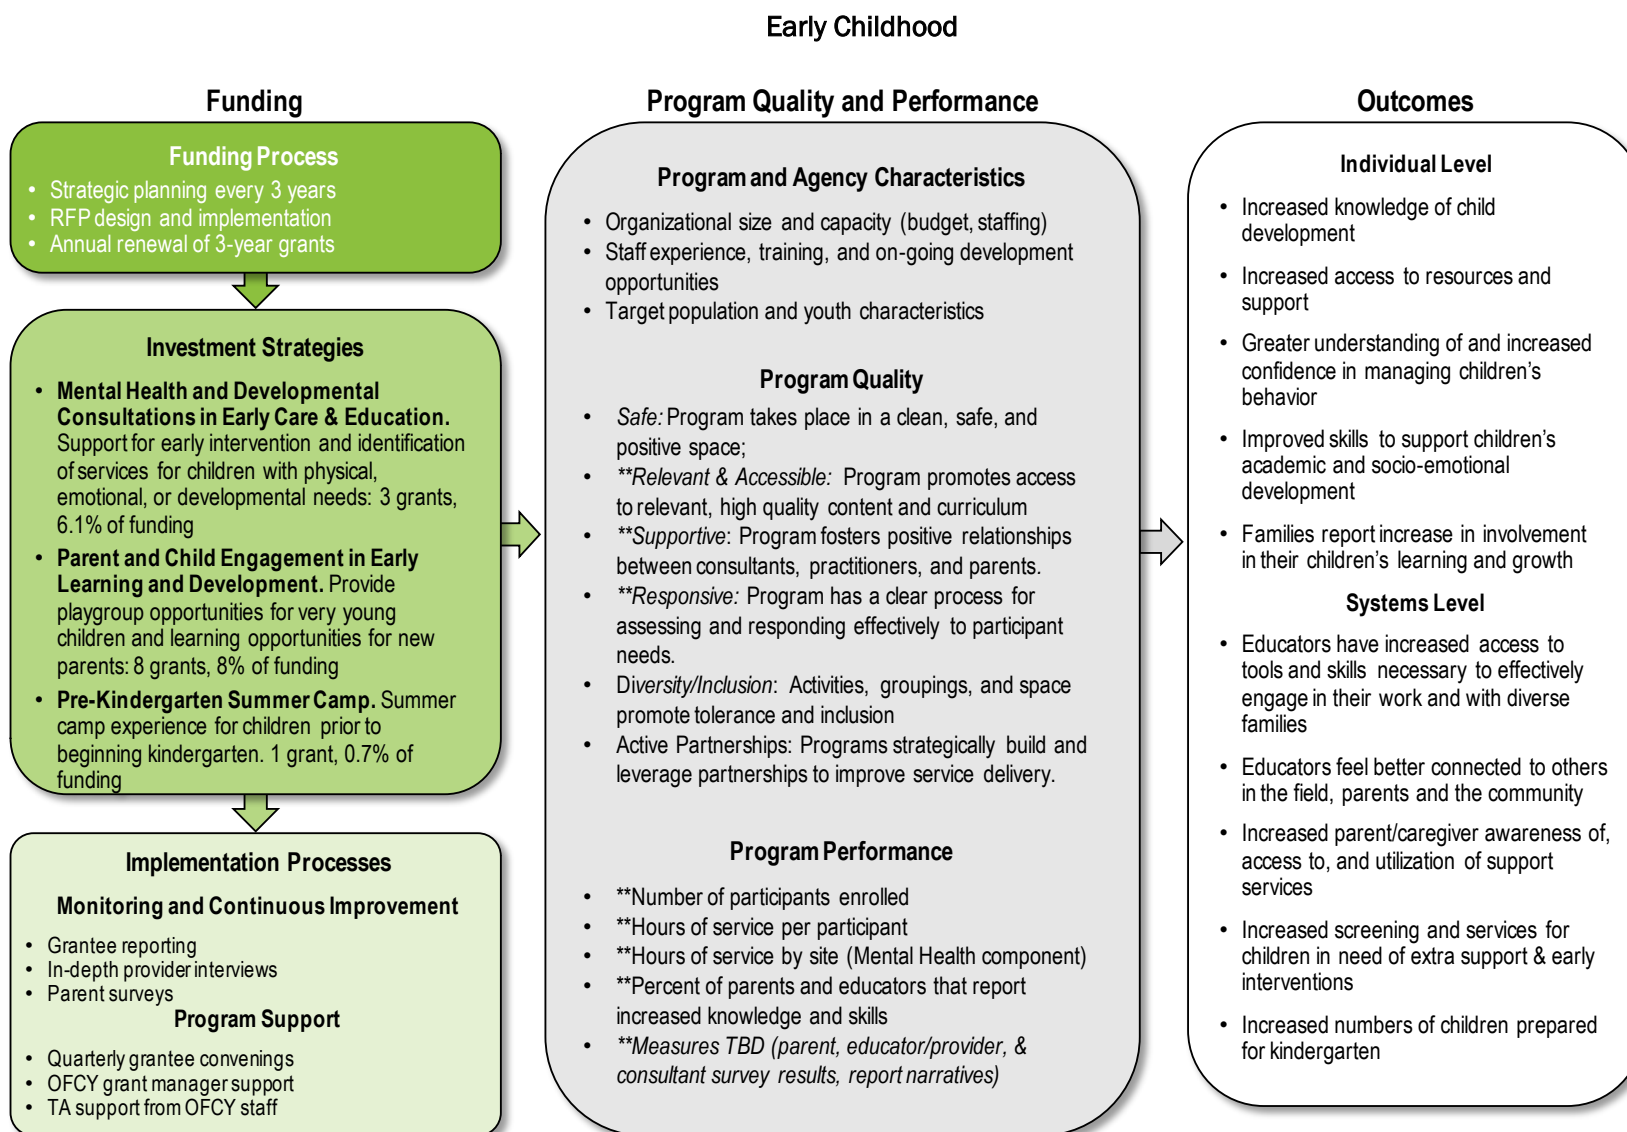 Early Childhood
Funding
Funding Process
• Strategic planning every 3 years
• RFP design and implementation
• Annual renewal of 3-year grants
Investment Strategies
• Mental Health and Developmental
Consultations in Early Care & Education.
Support for early intervention and identification
of services for children with physical,
emotional, or developmental needs: 3 grants,
6.1% of funding
• Parent and Child Engagement in Early
Learning and Development. Provide
playgroup opportunities for very young
children and learning opportunities for new
parents: 8 grants, 8% of funding
• Pre-Kindergarten Summer Camp. Summer
camp experience for children prior to
beginning kindergarten. 1 grant, 0.7% of
funding
Implementation Processes
Monitoring and Continuous Improvement
• Grantee reporting
• In-depth provider interviews
• Parent surveys
Program Support
• Quarterly grantee convenings
• OFCY grant manager support
• TA support from OFCY staff
Program Quality and Performance
Program and Agency Characteristics
• Organizational size and capacity (budget, staffing)
• Staff experience, training, and on-going development
opportunities
• Target population and youth characteristics
Program Quality
• Safe: Program takes place in a clean, safe, and
positive space;
• **Relevant & Accessible: Program promotes access
to relevant, high quality content and curriculum
• **Supportive: Program fosters positive relationships
between consultants, practitioners, and parents.
• **Responsive: Program has a clear process for
assessing and responding effectively to participant
needs.
• Diversity/Inclusion: Activities, groupings, and space
promote tolerance and inclusion
• Active Partnerships: Programs strategically build and
leverage partnerships to improve service delivery.
Program Performance
• **Number of participants enrolled
• **Hours of service per participant
• **Hours of service by site (Mental Health component)
• **Percent of parents and educators that report
increased knowledge and skills
• **Measures TBD (parent, educator/provider, &
consultant survey results, report narratives)
Outcomes
Individual Level
• Increased knowledge of child
development
• Increased access to resources and
support
• Greater understanding of and increased
confidence in managing children's
behavior
• Improved skills to support children's
academic and socio-emotional
development
• Families report increase in involvement
in their children's learning and growth
Systems Level
• Educators have increased access to
tools and skills necessary to effectively
engage in their work and with diverse
families
• Educators feel better connected to others
in the field, parents and the community
• Increased parent/caregiver awareness of,
access to, and utilization of support
services
• Increased screening and services for
children in need of extra support & early
interventions
• Increased numbers of children prepared
for kindergarten